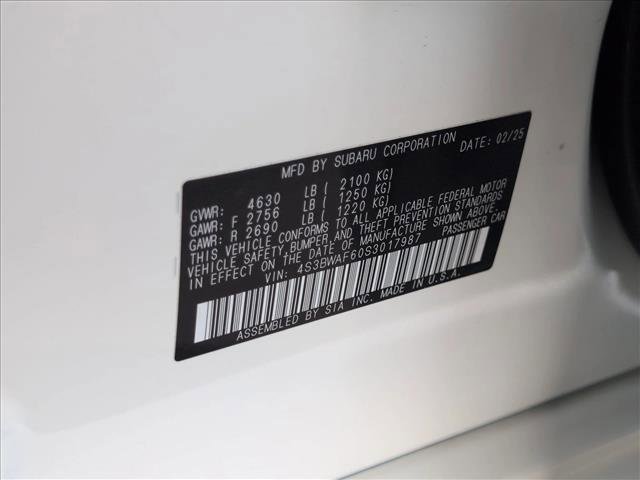 MFD BY SUBARU CORPORATION DATE: 02/25
GVWR: 4630 LB ( 2100 KG)
GAWR: F 2756 LB ( 1250 KG)
GAWR: R 2690 LB ( 1220 KG)
THIS VEHICLE CONFORMS TO ALL APPLICABLE FEDERAL MOTOR
VEHICLE SAFETY, BUMPER, AND THEFT PREVENTION STANDARDS
IN EFFECT ON THE DATE OF MANUFACTURE SHOWN ABOVE.
VIN: 4S3BWAF60S3017987 PASSENGER CAR
ASSEMBLED BY SIA INC. MADE IN U.S.A.